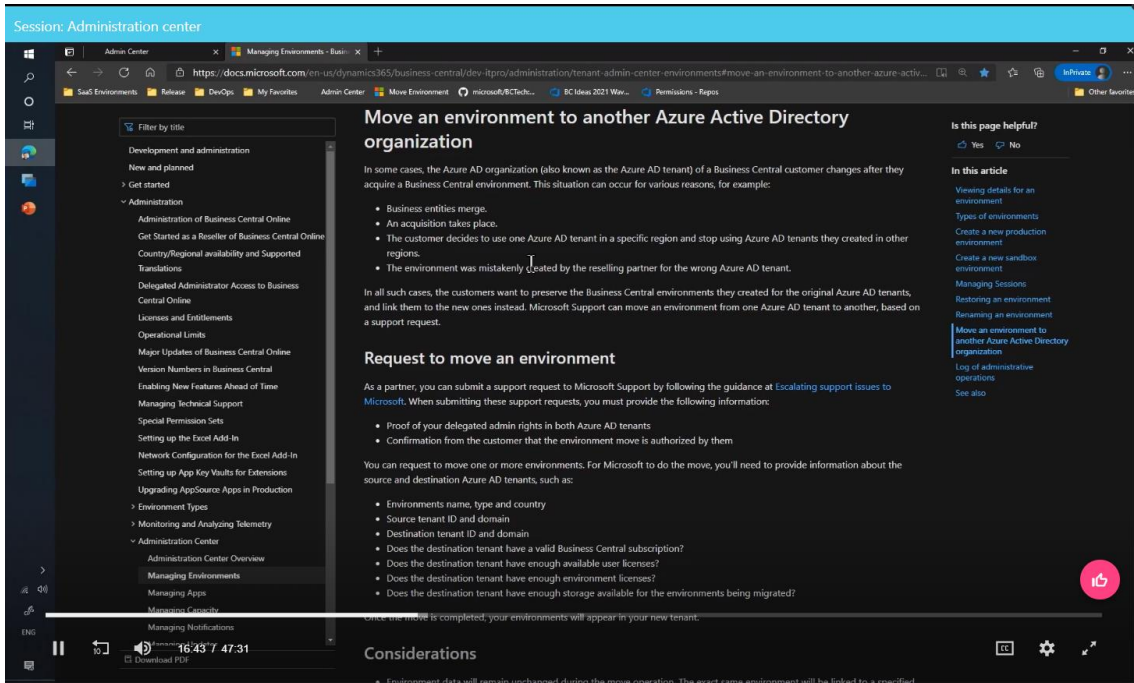 Session: Administration center
Admin Center
Managing Environments - Busin
https://docs.microsoft.com/en-us/dynamics365/business-central/dev-itpro/administration/tenant-admin-center-environments#move-an-environment-to-another-azure-activ...
InPrivate
SaaS Environments
Release
DevOps
My Favorites
Admin Center
Move Environment
microsoft/BCTech:...
BC Ideas 2021 Wav...
Permissions - Repos
Other favorites
Filter by title
Development and administration
New and planned
Get started
Administration
Administration of Business Central Online
Get Started as a Reseller of Business Central Online
Country/Regional availability and Supported
Translations
Delegated Administrator Access to Business
Central Online
Licenses and Entitlements
Operational Limits
Major Updates of Business Central Online
Version Numbers in Business Central
Enabling New Features Ahead of Time
Managing Technical Support
Special Permission Sets
Setting up the Excel Add-In
Network Configuration for the Excel Add-In
Setting up App Key Vaults for Extensions
Upgrading AppSource Apps in Production
Environment Types
Monitoring and Analyzing Telemetry
Administration Center
Administration Center Overview
Managing Environments
Managing Apps
Managing Capacity
Managing Notifications
Download PDF
Move an environment to another Azure Active Directory
organization
In some cases, the Azure AD organization (also known as the Azure AD tenant) of a Business Central customer changes after they
acquire a Business Central environment. This situation can occur for various reasons, for example:
• Business entities merge.
• An acquisition takes place.
• The customer decides to use one Azure AD tenant in a specific region and stop using Azure AD tenants they created in other
regions.
• The environment was mistakenly created by the reselling partner for the wrong Azure AD tenant.
In all such cases, the customers want to preserve the Business Central environments they created for the original Azure AD tenants,
and link them to the new ones instead. Microsoft Support can move an environment from one Azure AD tenant to another, based on
a support request.
Request to move an environment
As a partner, you can submit a support request to Microsoft Support by following the guidance at Escalating support issues to
Microsoft. When submitting these support requests, you must provide the following information:
• Proof of your delegated admin rights in both Azure AD tenants
• Confirmation from the customer that the environment move is authorized by them
You can request to move one or more environments. For Microsoft to do the move, you'll need to provide information about the
source and destination Azure AD tenants, such as:
• Environments name, type and country
• Source tenant ID and domain
• Destination tenant ID and domain
• Does the destination tenant have a valid Business Central subscription?
• Does the destination tenant have enough available user licenses?
• Does the destination tenant have enough environment licenses?
• Does the destination tenant have enough storage available for the environments being migrated?
Once the move is completed, your environments will appear in your new tenant.
Considerations
• Environment data will remain unchanged during the move operation. The exact same environment will be linked to a specified
Is this page helpful?
Yes No
In this article
Viewing details for an
environment
Types of environments
Create a new production
environment
Create a new sandbox
environment
Managing Sessions
Restoring an environment
Renaming an environment
Move an environment to
another Azure Active Directory
organization
Log of administrative
operations
See also
ENG
10
16:43 / 47:31
CC